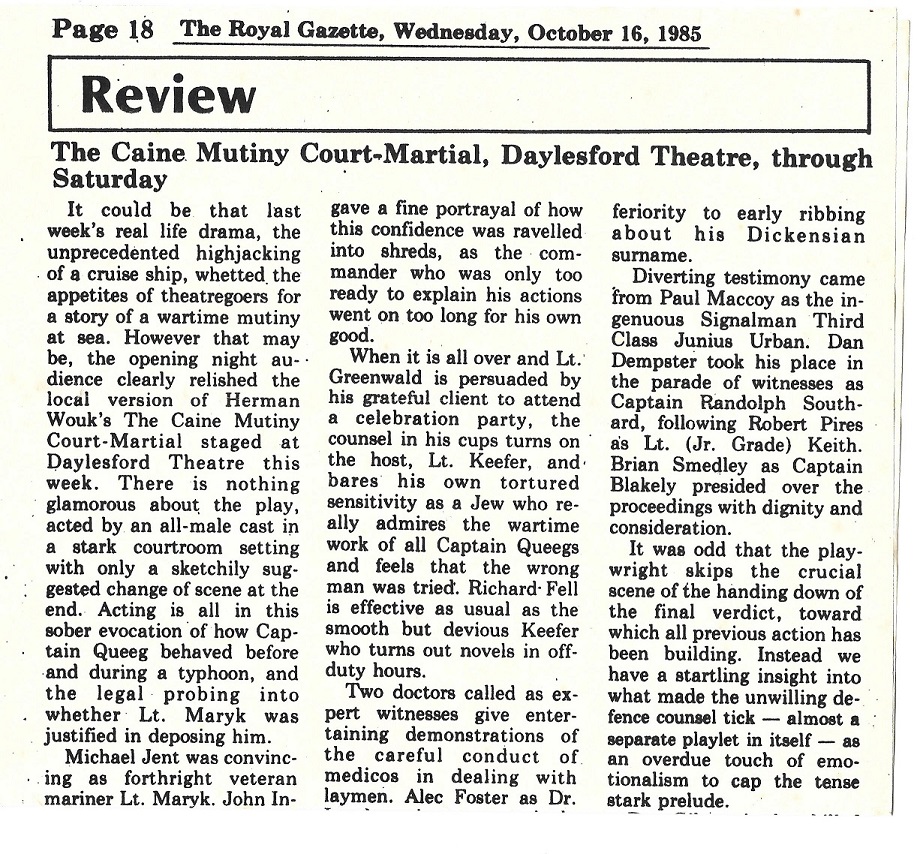 Page 18 The Royal Gazette, Wednesday, October 16, 1985
Review
The Caine Mutiny Court-Martial, Daylesford Theatre, through
Saturday
It could be that last
week's real life drama, the
unprecedented highjacking
of a cruise ship, whetted the
appetites of theatregoers for
a story of a wartime mutiny
at sea. However that may
be, the opening night au-
dience clearly relished the
local version of Herman
Wouk's The Caine Mutiny
Court-Martial staged at
Daylesford Theatre this
week. There is nothing
glamorous about the play,
acted by an all-male cast in
a stark courtroom setting
with only a sketchily sug-
gested change of scene at the
end. Acting is all in this
sober evocation of how Cap-
tain Queeg behaved before
and during a typhoon, and
the legal probing into
whether Lt. Maryk was
justified in deposing him.
Michael Jent was convinc-
ing as forthright veteran
mariner Lt. Maryk. John In-
gave a fine portrayal of how
this confidence was ravelled
into shreds, as the com-
mander who was only too
ready to explain his actions
went on too long for his own
good.
When it is all over and Lt.
Greenwald is persuaded by
his grateful client to attend
a celebration party, the
counsel in his cups turns on
the host, Lt. Keefer, and
bares his own tortured
sensitivity as a Jew who re-
ally admires the wartime
work of all Captain Queegs
and feels that the wrong
man was tried. Richard Fell
is effective as usual as the
smooth but devious Keefer
who turns out novels in off-
duty hours.
Two doctors called as ex-
pert witnesses give enter-
taining demonstrations of
the careful conduct of
medicos in dealing with
laymen. Alec Foster as Dr.
feriority to early ribbing
about his Dickensian
surname.
Diverting testimony came
from Paul Maccoy as the in-
genuous Signalman Third
Class Junius Urban. Dan
Dempster took his place in
the parade of witnesses as
Captain Randolph South-
ard, following Robert Pires
as Lt. (Jr. Grade) Keith.
Brian Smedley as Captain
Blakely presided over the
proceedings with dignity and
consideration.
It was odd that the play-
wright skips the crucial
scene of the handing down of
the final verdict, toward
which all previous action has
been building. Instead we
have a startling insight into
what made the unwilling de-
fence counsel tick — almost a
separate playlet in itself — as
an overdue touch of emo-
tionalism to cap the tense
stark prelude.